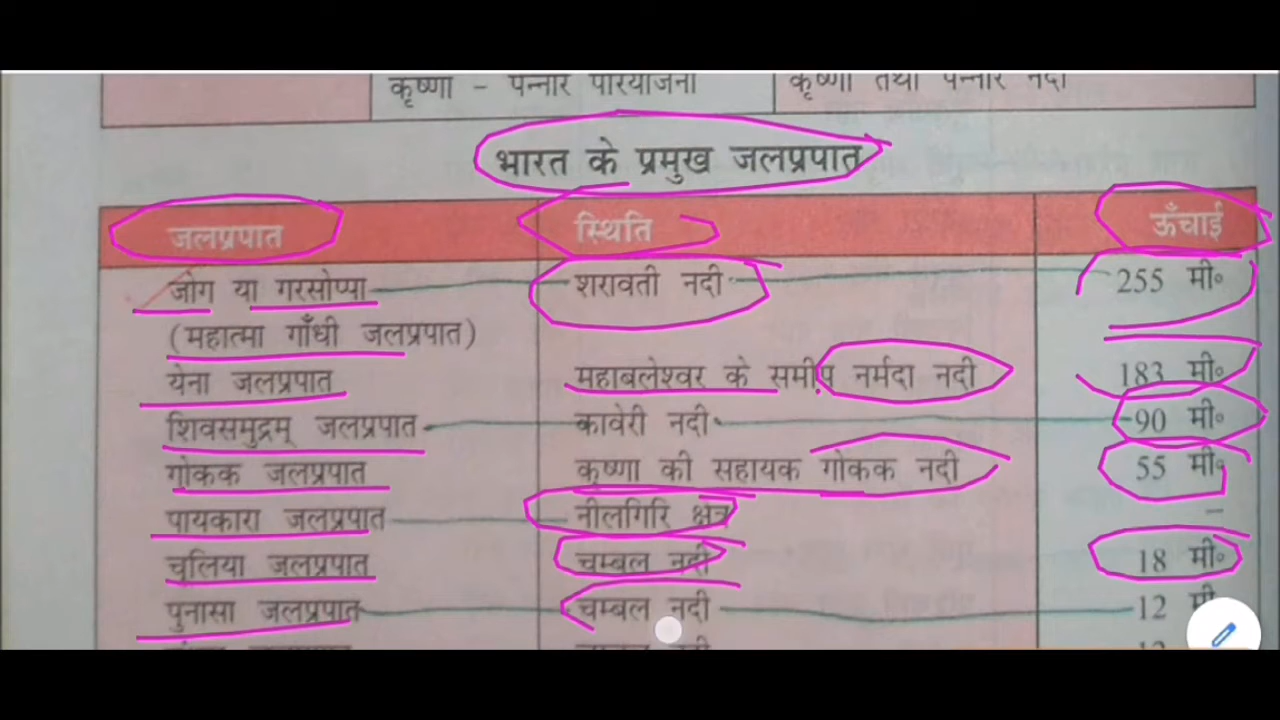 कृष्णा - पन्नार परियोजना कृष्णा तथा पन्नार नदी
भारत के प्रमुख जलप्रपात
जलप्रपात स्थिति ऊँचाई
जोग या गरसोप्पा शरावती नदी 255 मी॰
(महात्मा गाँधी जलप्रपात)
येना जलप्रपात महाबलेश्वर के समीप नर्मदा नदी 183 मी॰
शिवसमुद्रम् जलप्रपात कावेरी नदी 90 मी॰
गोकक जलप्रपात कृष्णा की सहायक गोकक नदी 55 मी॰
पायकारा जलप्रपात नीलगिरि क्षेत्र –
चुलिया जलप्रपात चम्बल नदी 18 मी॰
पुनासा जलप्रपात चम्बल नदी 12 मी